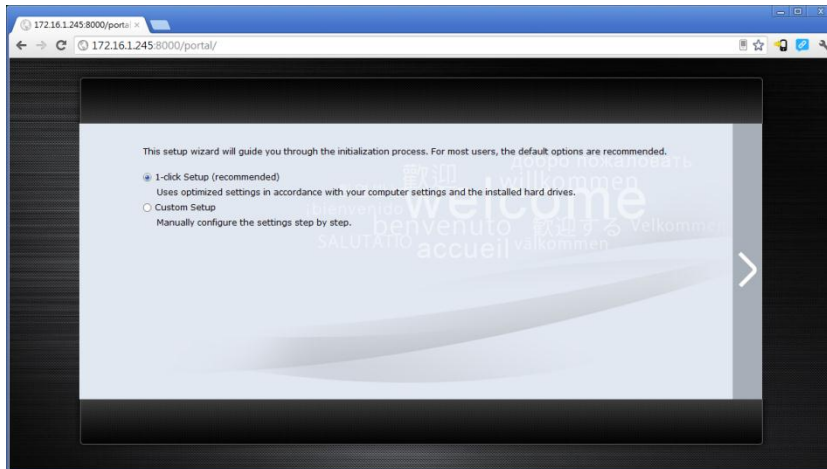 172.16.1.245:8000/porta
172.16.1.245:8000/portal/
This setup wizard will guide you through the initialization process. For most users, the default options are recommended.
1-click Setup (recommended)
Uses optimized settings in accordance with your computer settings and the installed hard drives.
Custom Setup
Manually configure the settings step by step.
добро пожаловать
歡迎 willkommen
bienvenido welcome
benvenuto 歓迎する Velkommen
SALUTATIO accueil välkommen